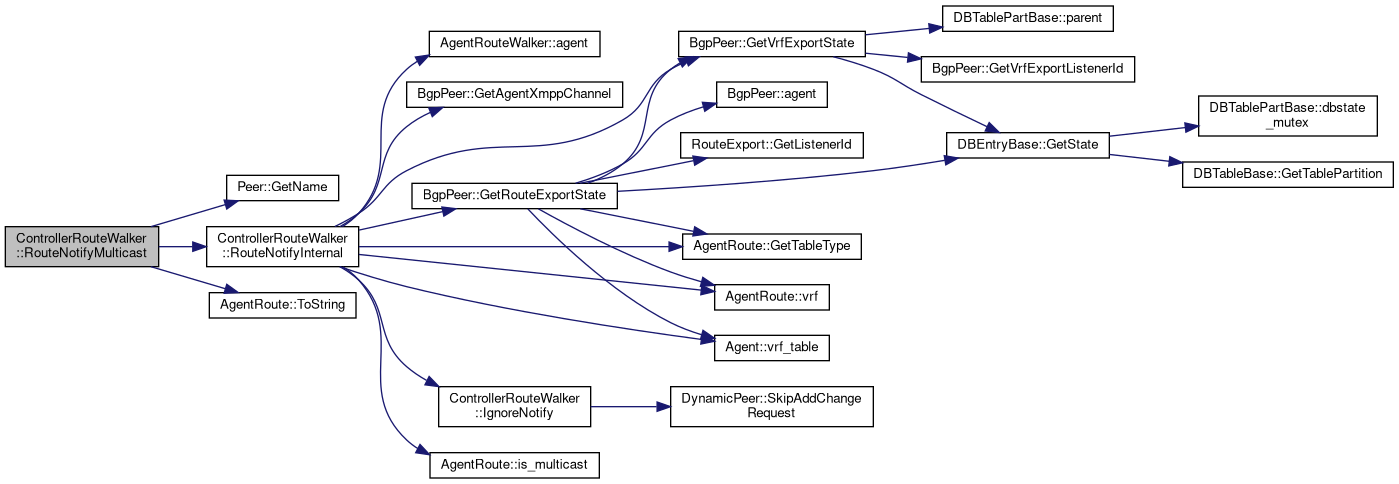 ControllerRouteWalker
::RouteNotifyMulticast
Peer::GetName
ControllerRouteWalker
::RouteNotifyInternal
AgentRoute::ToString
AgentRouteWalker::agent
BgpPeer::GetAgentXmppChannel
BgpPeer::GetRouteExportState
ControllerRouteWalker
::IgnoreNotify
AgentRoute::is_multicast
BgpPeer::GetVrfExportState
BgpPeer::agent
RouteExport::GetListenerId
AgentRoute::GetTableType
AgentRoute::vrf
Agent::vrf_table
DynamicPeer::SkipAddChange
Request
DBTablePartBase::parent
BgpPeer::GetVrfExportListenerId
DBEntryBase::GetState
DBTablePartBase::dbstate
_mutex
DBTableBase::GetTablePartition